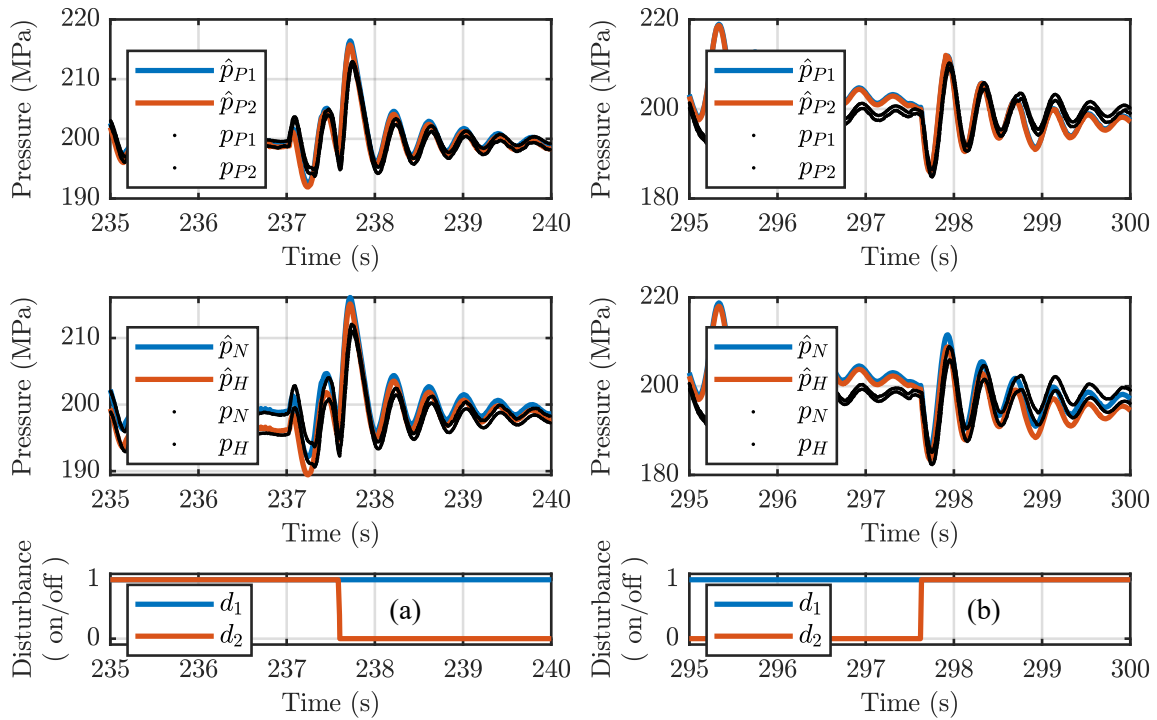 220
210
200
190
Pressure (MPa)
p̂P1
p̂P2
pP1
pP2
235 236 237 238 239 240
Time (s)
220
200
180
Pressure (MPa)
p̂P1
p̂P2
pP1
pP2
295 296 297 298 299 300
Time (s)
210
200
190
Pressure (MPa)
p̂N
p̂H
pN
pH
235 236 237 238 239 240
Time (s)
220
200
180
Pressure (MPa)
p̂N
p̂H
pN
pH
295 296 297 298 299 300
Time (s)
Disturbance
( on/off )
1
0
d1
d2
(a)
235 236 237 238 239 240
Time (s)
Disturbance
( on/off )
1
0
d1
d2
(b)
295 296 297 298 299 300
Time (s)